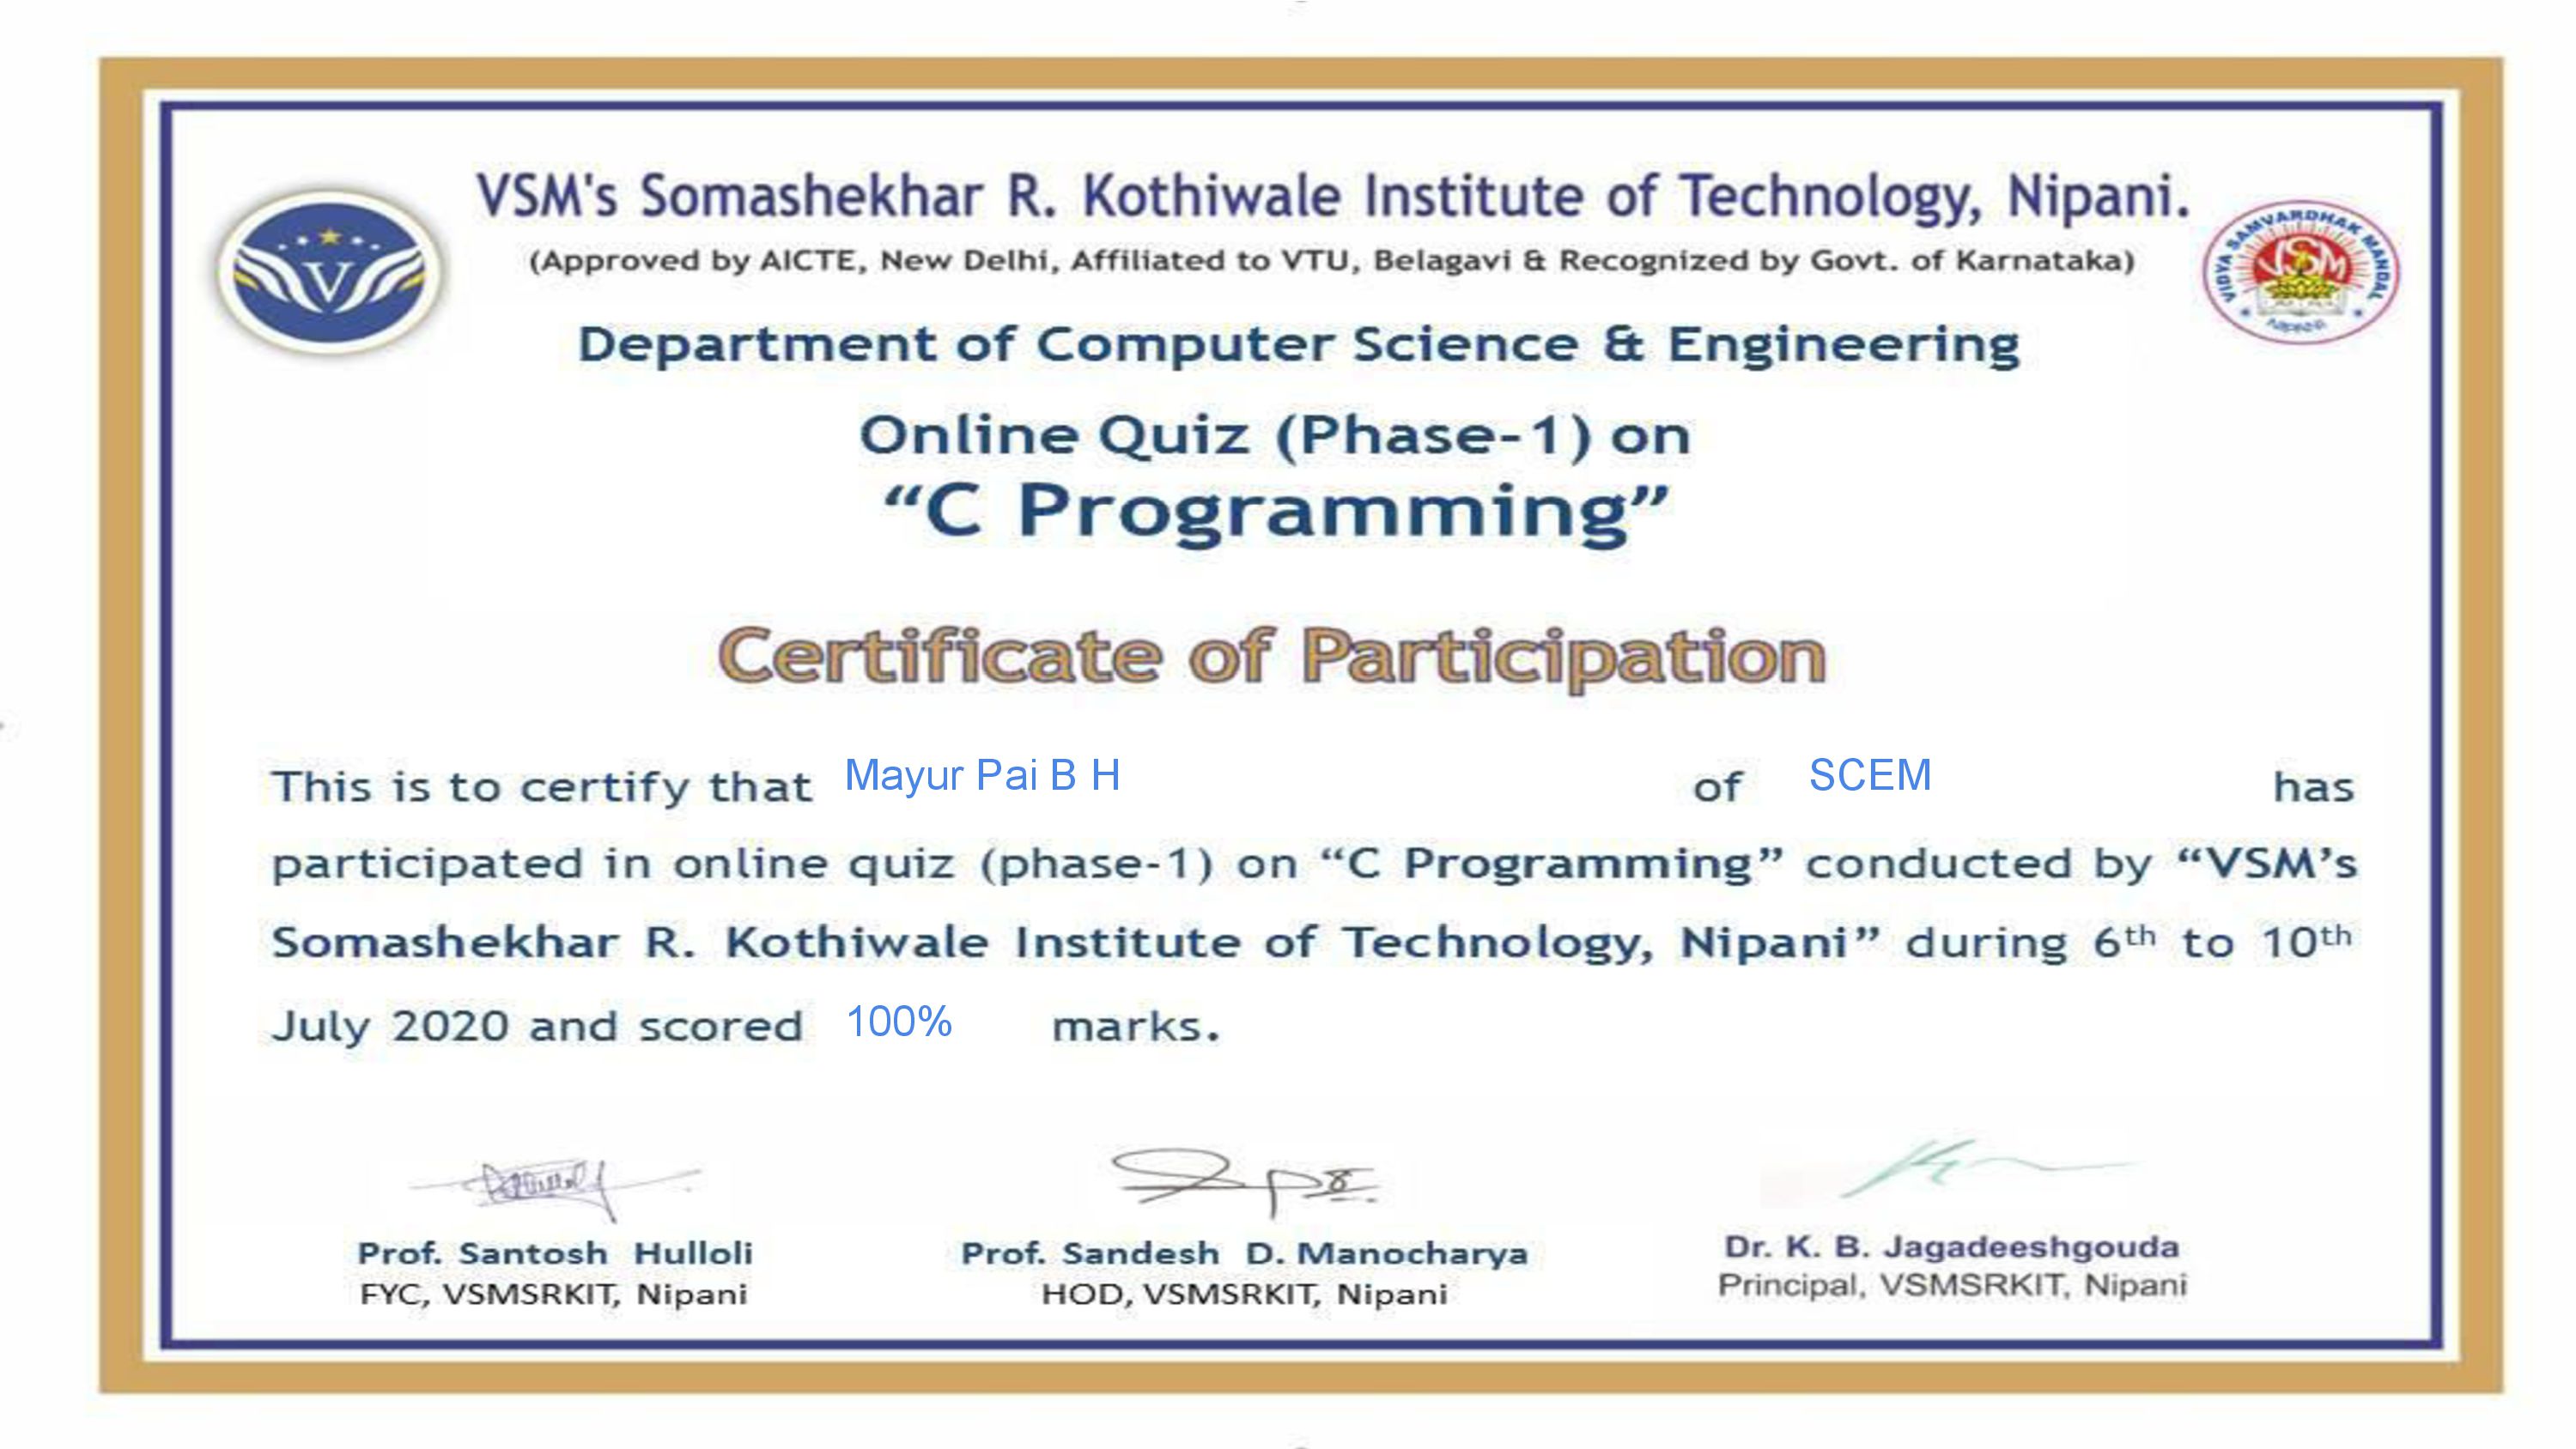 VSM's Somashekhar R. Kothiwale Institute of Technology, Nipani.
(Approved by AICTE, New Delhi, Affiliated to VTU, Belagavi & Recognized by Govt. of Karnataka)
V
VIDYA SAMVARDHAK MANDAL
VSM
NIPANI
Department of Computer Science & Engineering
Online Quiz (Phase-1) on
“C Programming”
Certificate of Participation
This is to certify that Mayur Pai B H of SCEM has
participated in online quiz (phase-1) on “C Programming” conducted by “VSM’s
Somashekhar R. Kothiwale Institute of Technology, Nipani” during 6th to 10th
July 2020 and scored 100% marks.
Prof. Santosh Hulloli Prof. Sandesh D. Manocharya Dr. K. B. Jagadeeshgouda
FYC, VSMSRKIT, Nipani HOD, VSMSRKIT, Nipani Principal, VSMSRKIT, Nipani